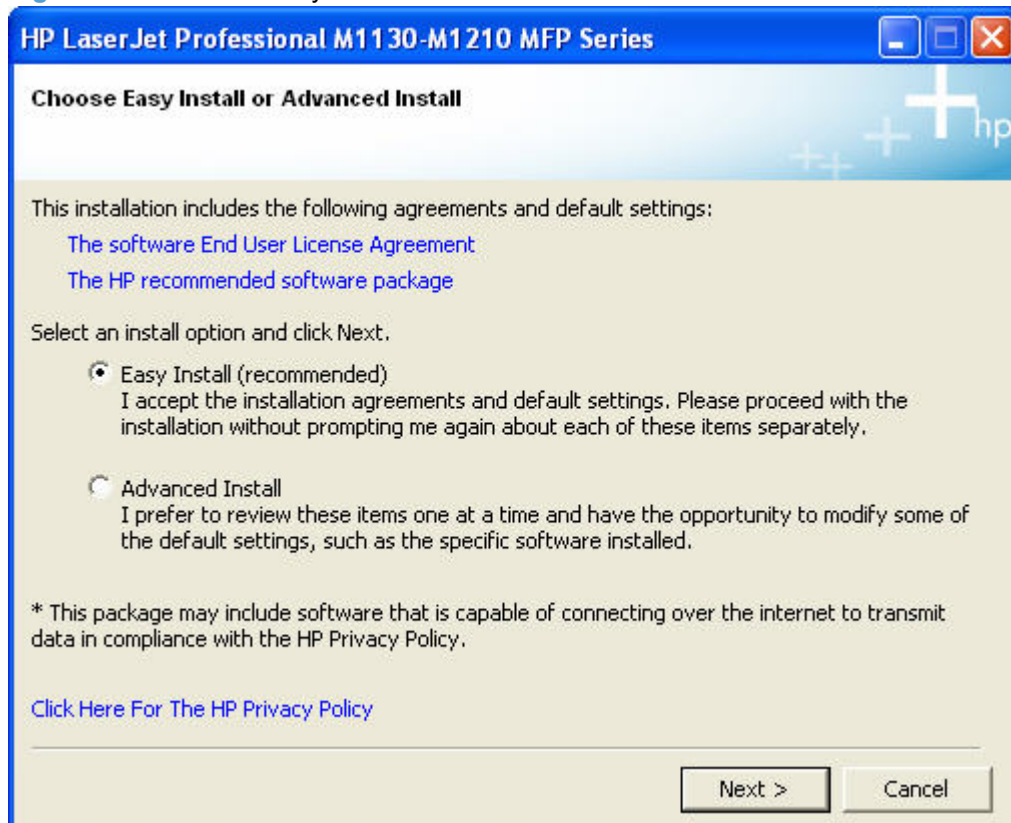 HP LaserJet Professional M1130-M1210 MFP Series
Choose Easy Install or Advanced Install
hp
This installation includes the following agreements and default settings:
The software End User License Agreement
The HP recommended software package
Select an install option and click Next.
Easy Install (recommended)
I accept the installation agreements and default settings. Please proceed with the
installation without prompting me again about each of these items separately.
Advanced Install
I prefer to review these items one at a time and have the opportunity to modify some of
the default settings, such as the specific software installed.
* This package may include software that is capable of connecting over the internet to transmit
data in compliance with the HP Privacy Policy.
Click Here For The HP Privacy Policy
Next >
Cancel